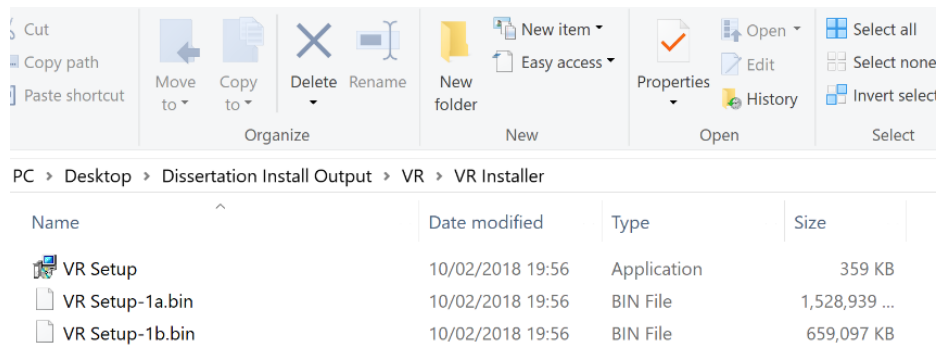 Cut
Copy path
Paste shortcut
Move to
Copy to
Delete
Rename
Organize
New folder
New item
Easy access
New
Properties
Open
Edit
History
Open
Select all
Select none
Invert select
Select
PC > Desktop > Dissertation Install Output > VR > VR Installer
Name Date modified Type Size
VR Setup 10/02/2018 19:56 Application 359 KB
VR Setup-1a.bin 10/02/2018 19:56 BIN File 1,528,939 ...
VR Setup-1b.bin 10/02/2018 19:56 BIN File 659,097 KB